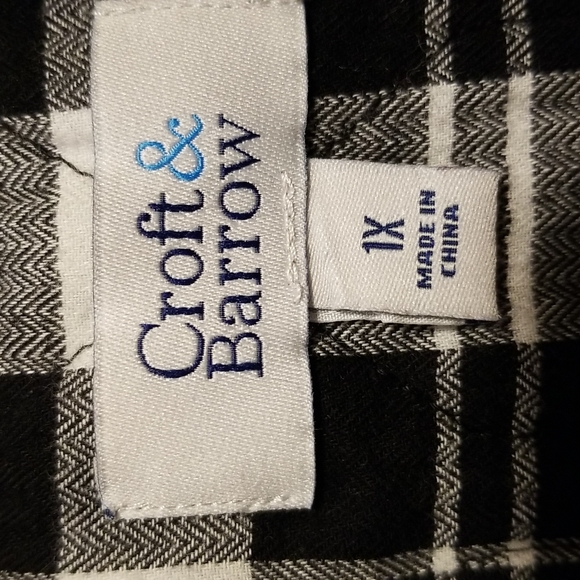 Croft &
Barrow
1X
MADE IN
CHINA